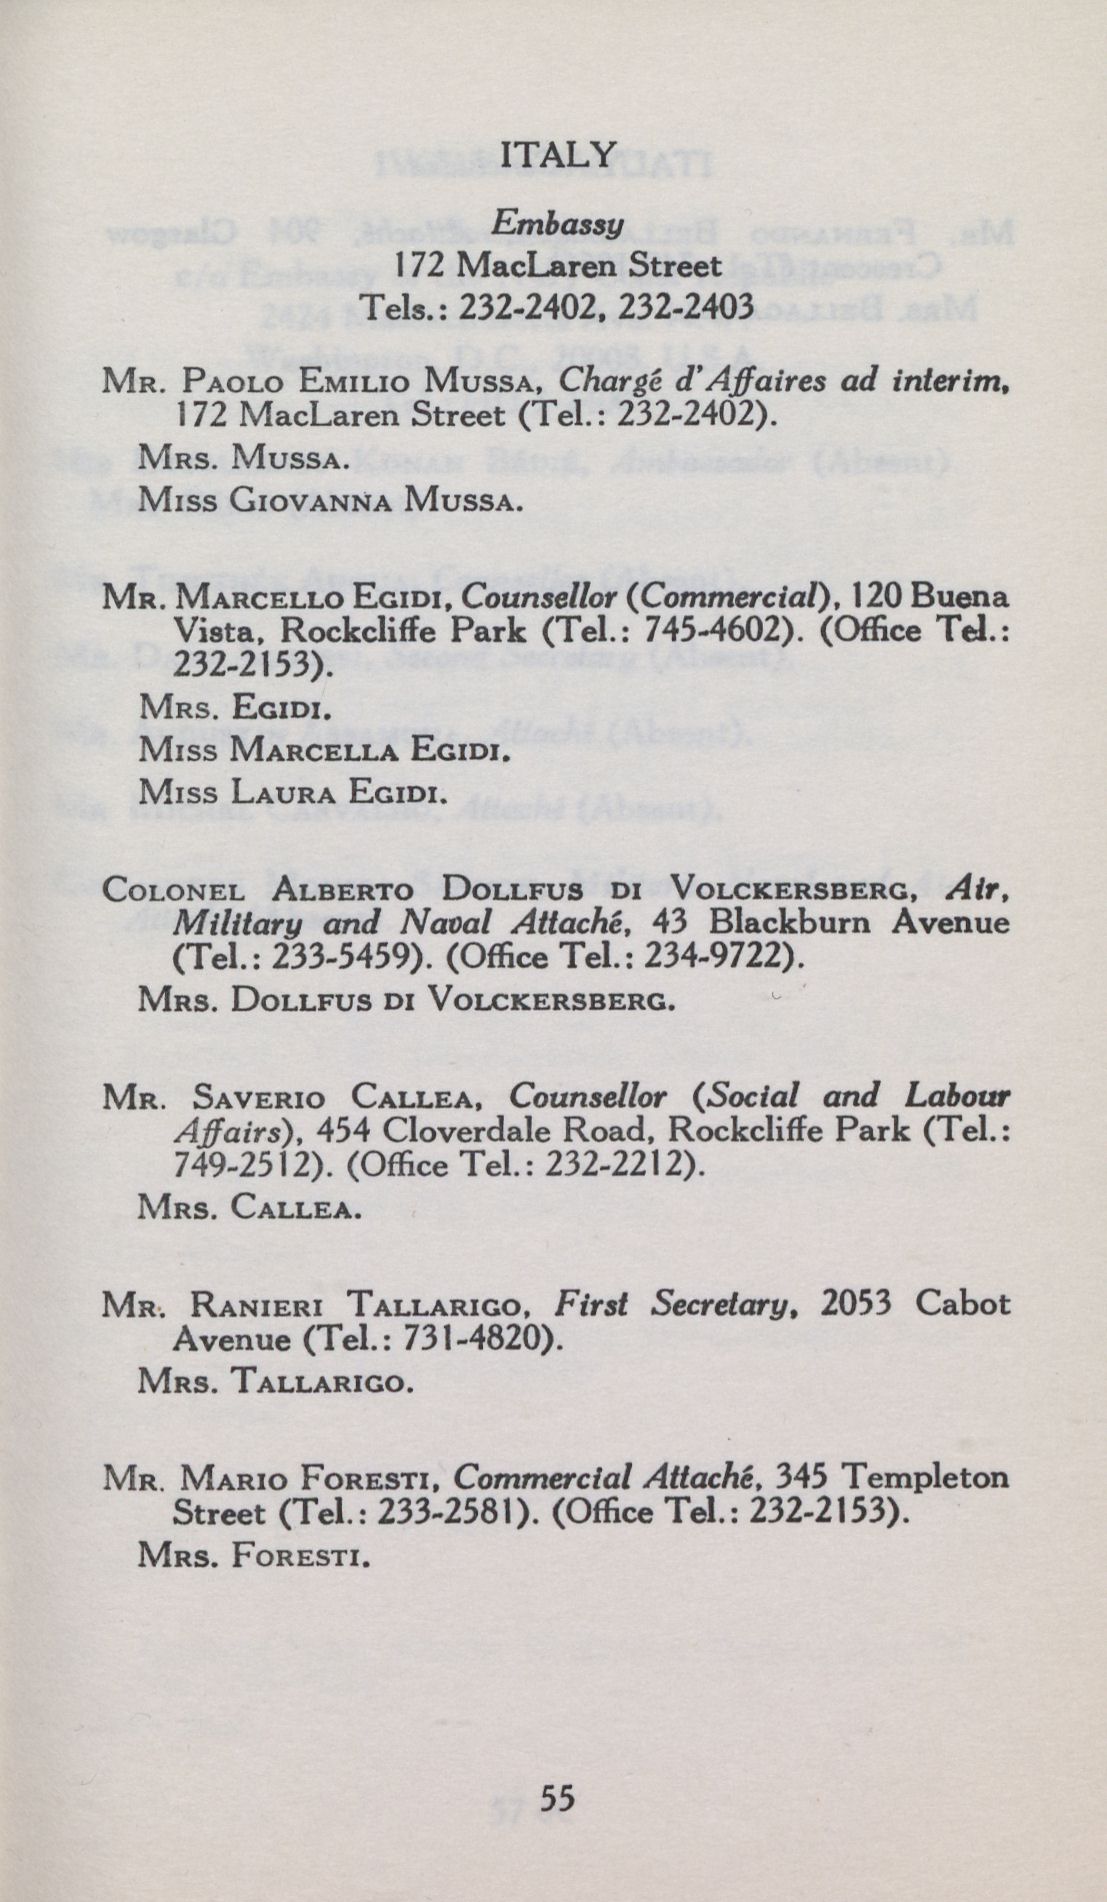 ITALY
Embassy
172 MacLaren Street
Tels.: 232-2402, 232-2403
MR. PAOLO EMILIO MUSSA, Chargé d'Affaires ad interim,
172 MacLaren Street (Tel.: 232-2402).
MRS. MUSSA.
MISS GIOVANNA MUSSA.
MR. MARCELLO EGIDI, Counsellor (Commercial), 120 Buena
Vista, Rockcliffe Park (Tel.: 745-4602). (Office Tel.:
232-2153).
MRS. EGIDI.
MISS MARCELLA EGIDI.
MISS LAURA EGIDI.
COLONEL ALBERTO DOLLFUS DI VOLCKERSBERG, Air,
Military and Naval Attaché, 43 Blackburn Avenue
(Tel.: 233-5459). (Office Tel.: 234-9722).
MRS. DOLLFUS DI VOLCKERSBERG.
MR. SAVERIO CALLEA, Counsellor (Social and Labour
Affairs), 454 Cloverdale Road, Rockcliffe Park (Tel.:
749-2512). (Office Tel.: 232-2212).
MRS. CALLEA.
MR. RANIERI TALLARIGO, First Secretary, 2053 Cabot
Avenue (Tel.: 731-4820).
MRS. TALLARIGO.
MR. MARIO FORESTI, Commercial Attaché, 345 Templeton
Street (Tel.: 233-2581). (Office Tel.: 232-2153).
MRS. FORESTI.
55